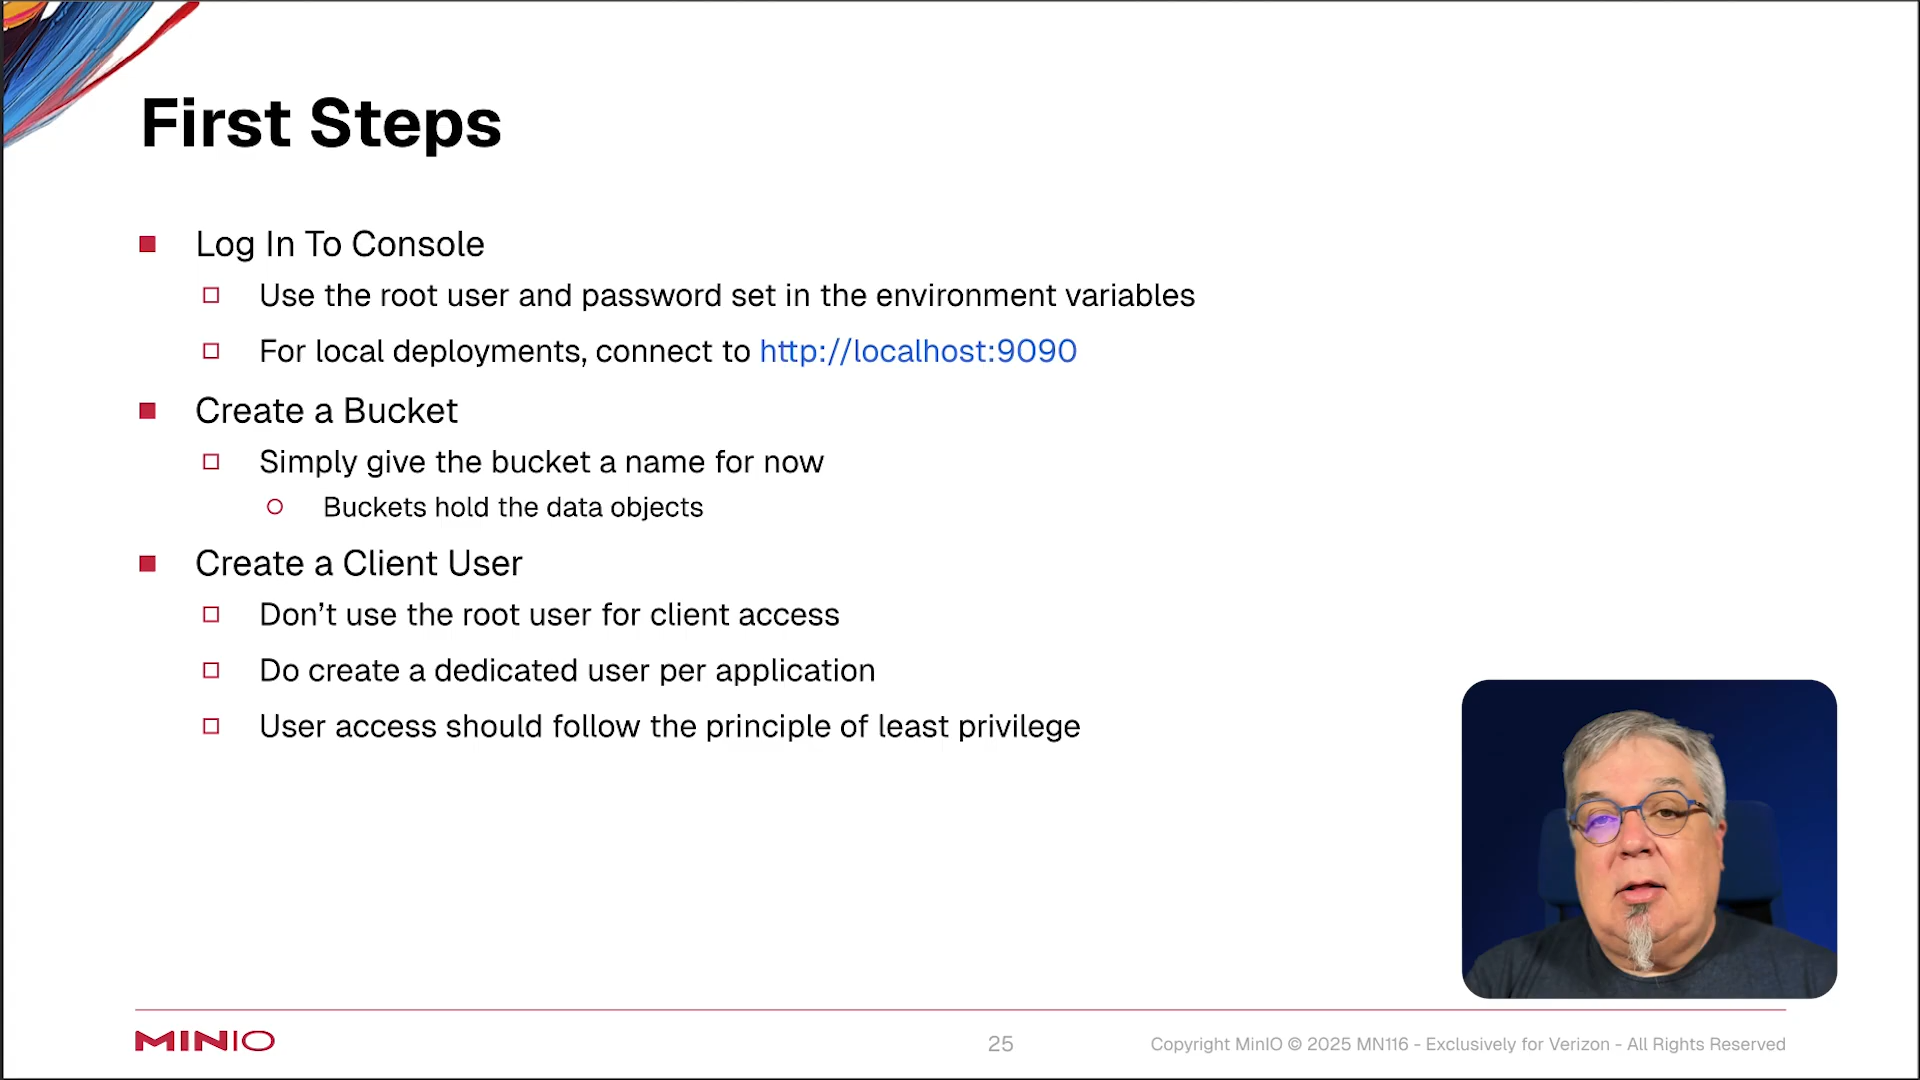 First Steps
Log In To Console
Use the root user and password set in the environment variables
For local deployments, connect to http://localhost:9090
Create a Bucket
Simply give the bucket a name for now
Buckets hold the data objects
Create a Client User
Don’t use the root user for client access
Do create a dedicated user per application
User access should follow the principle of least privilege
MINIO
25
Copyright MinIO © 2025 MN116 - Exclusively for Verizon - All Rights Reserved